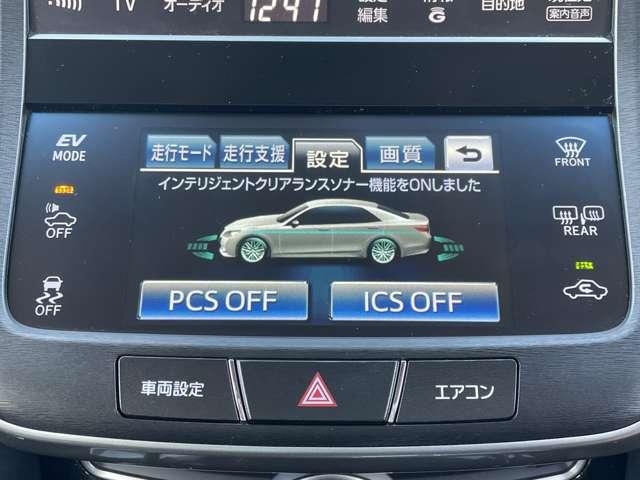 TV オーディオ 12:41 編集 目的地
案内音声
EV
MODE
走行モード 走行支援 設定 画質
FRONT
インテリジェントクリアランスソナー機能をONしました
OFF
REAR
OFF
PCS OFF ICS OFF
車両設定 エアコン